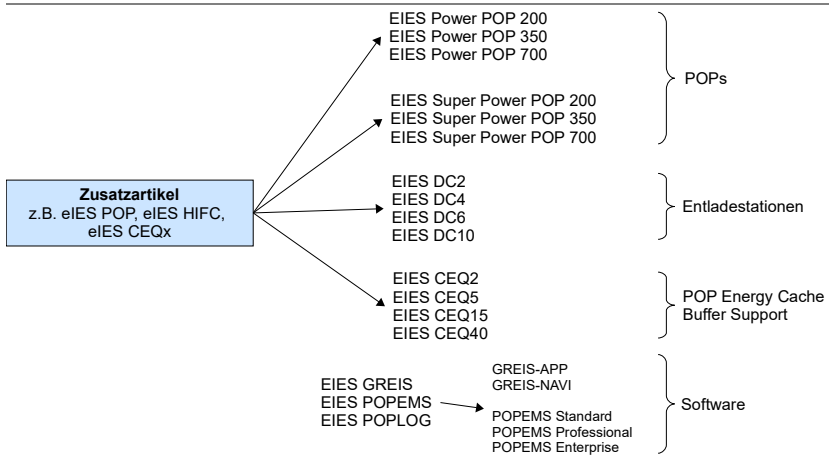 EIES Power POP 200
EIES Power POP 350
EIES Power POP 700
POPs
EIES Super Power POP 200
EIES Super Power POP 350
EIES Super Power POP 700
Zusatzartikel
z.B. eIES POP, eIES HIFC,
eIES CEQx
EIES DC2
EIES DC4
EIES DC6
EIES DC10
Entladestationen
EIES CEQ2
EIES CEQ5
EIES CEQ15
EIES CEQ40
POP Energy Cache
Buffer Support
EIES GREIS
EIES POPEMS
EIES POPLOG
GREIS-APP
GREIS-NAVI
POPEMS Standard
POPEMS Professional
POPEMS Enterprise
Software